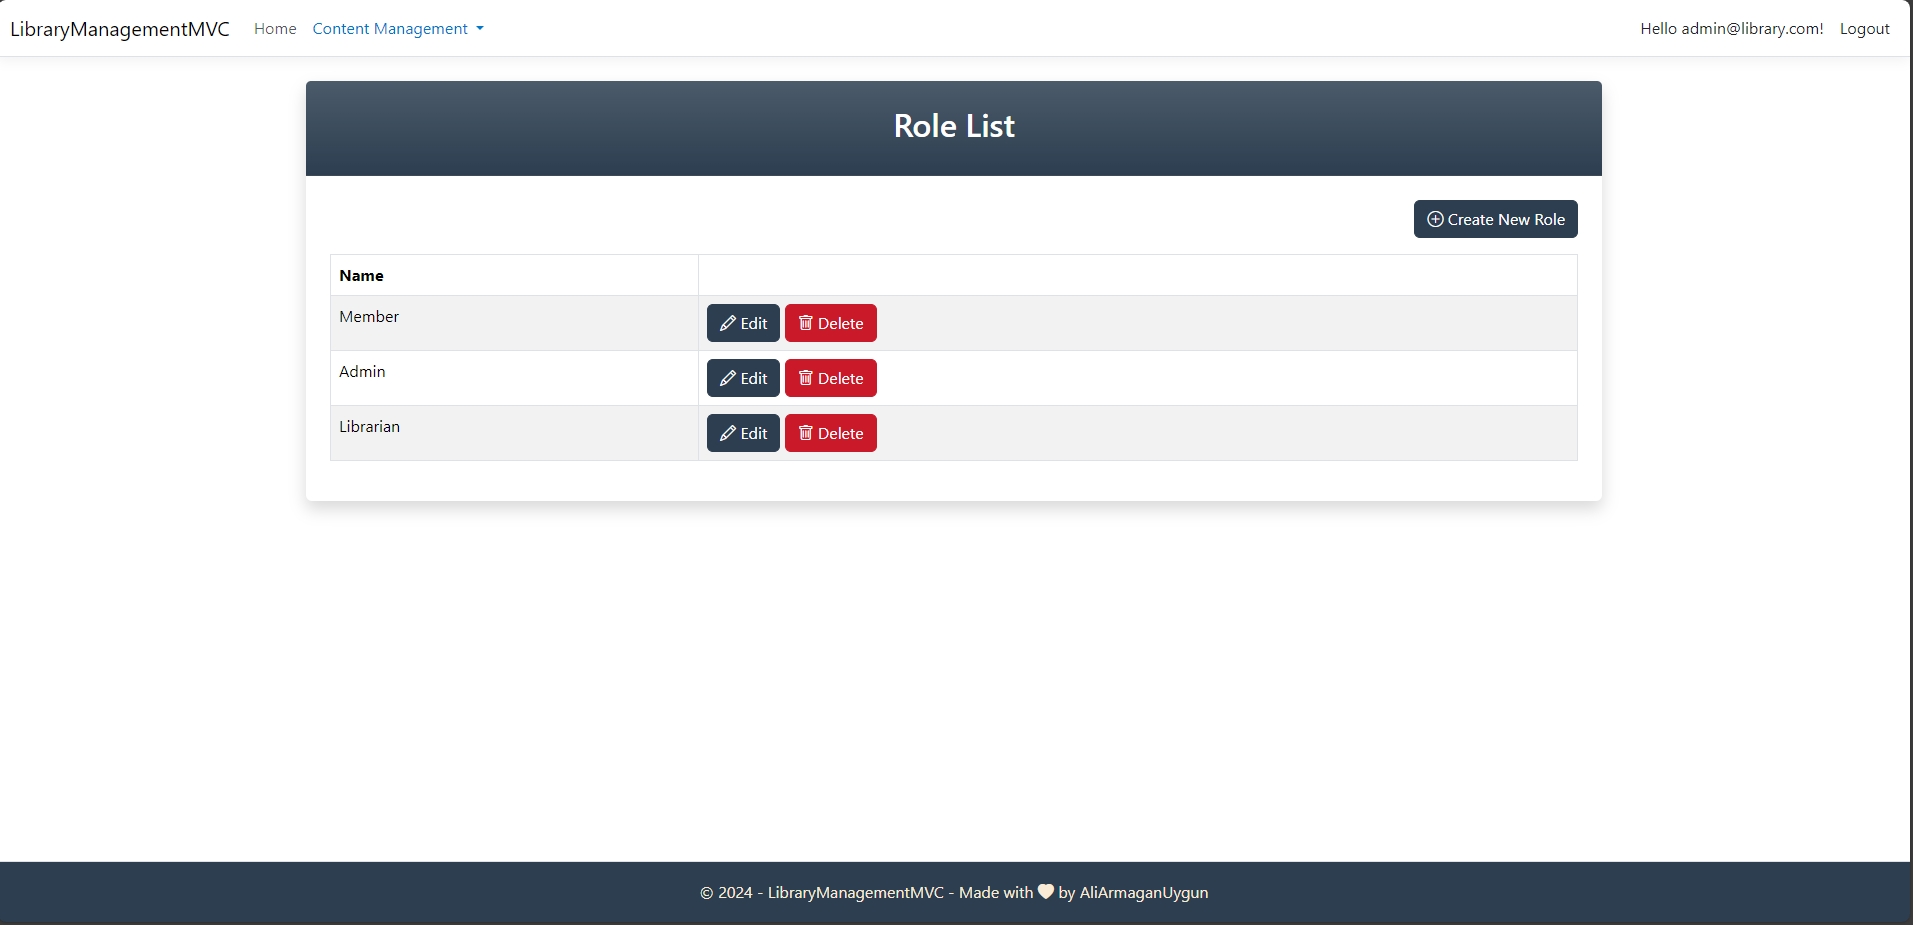 LibraryManagementMVC Home Content Management Hello admin@library.com! Logout
Role List
Create New Role
Name
Member Edit Delete
Admin Edit Delete
Librarian Edit Delete
© 2024 - LibraryManagementMVC - Made with by AliArmaganUygun